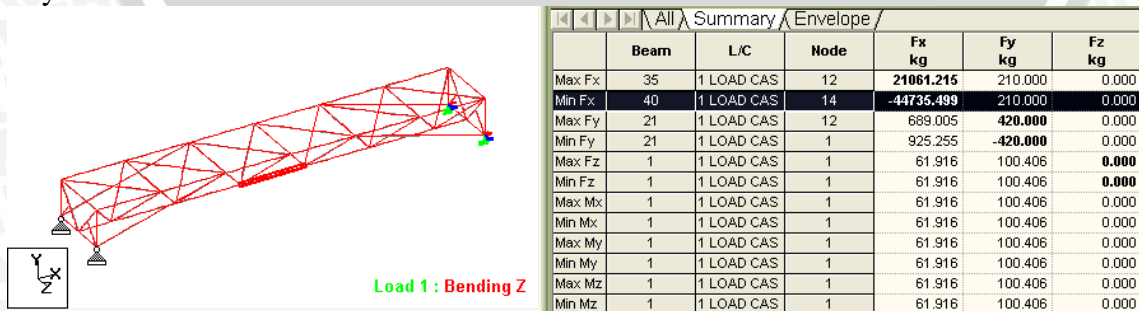 All Summary Envelope
Beam L/C Node Fx kg Fy kg Fz kg
Max Fx 35 1 LOAD CAS 12 21061.215 210.000 0.000
Min Fx 40 1 LOAD CAS 14 -44735.499 210.000 0.000
Max Fy 21 1 LOAD CAS 12 689.005 420.000 0.000
Min Fy 21 1 LOAD CAS 1 925.255 -420.000 0.000
Max Fz 1 1 LOAD CAS 1 61.916 100.406 0.000
Min Fz 1 1 LOAD CAS 1 61.916 100.406 0.000
Max Mx 1 1 LOAD CAS 1 61.916 100.406 0.000
Min Mx 1 1 LOAD CAS 1 61.916 100.406 0.000
Max My 1 1 LOAD CAS 1 61.916 100.406 0.000
Min My 1 1 LOAD CAS 1 61.916 100.406 0.000
Max Mz 1 1 LOAD CAS 1 61.916 100.406 0.000
Min Mz 1 1 LOAD CAS 1 61.916 100.406 0.000
Y
X
Z
Load 1 : Bending Z